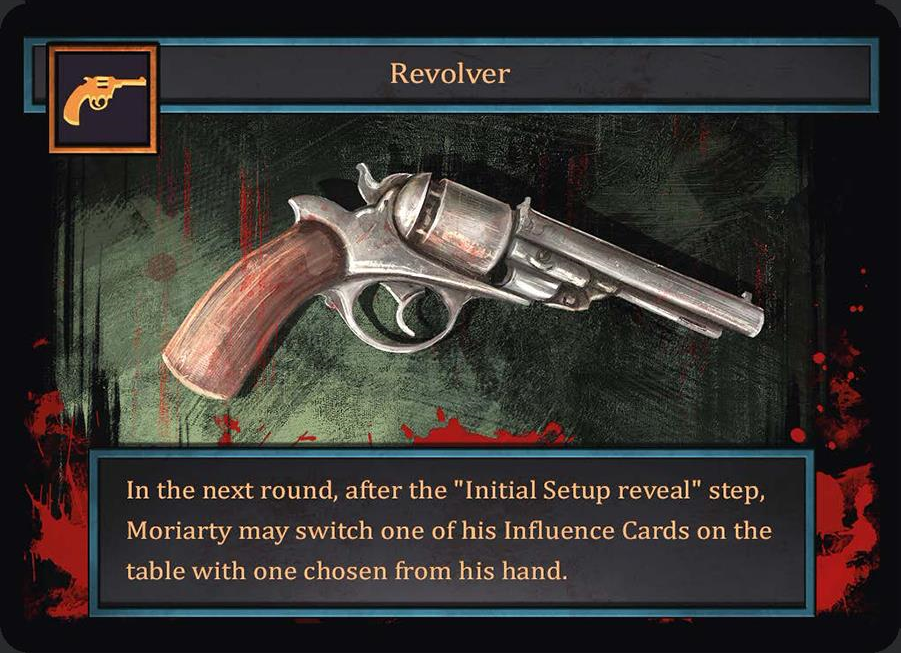 Revolver
In the next round, after the "Initial Setup reveal" step,
Moriarty may switch one of his Influence Cards on the
table with one chosen from his hand.